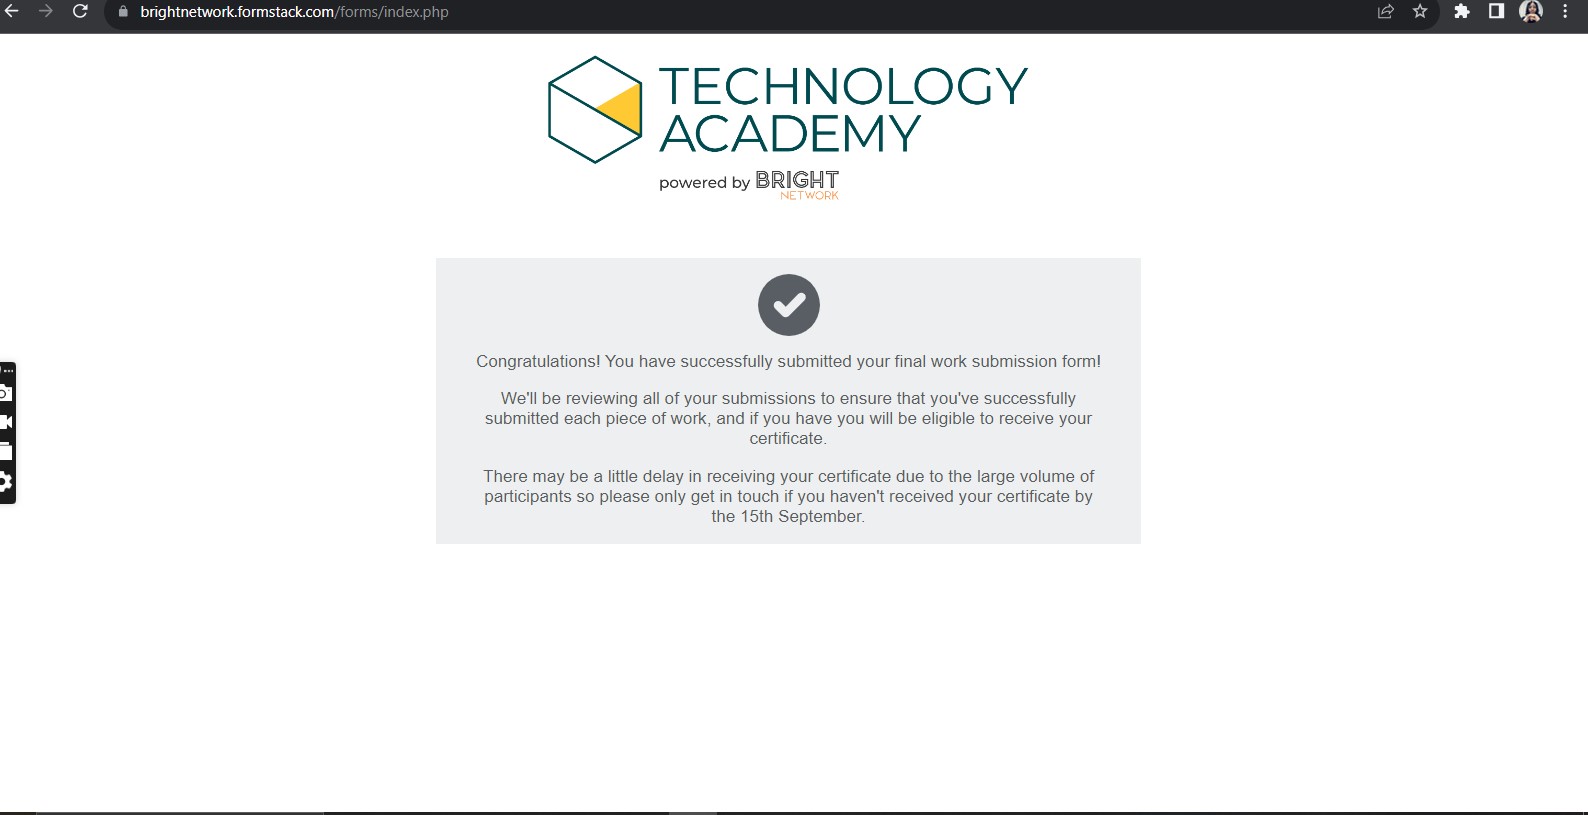 brightnetwork.formstack.com/forms/index.php
TECHNOLOGY
ACADEMY
powered by BRIGHT
NETWORK
Congratulations! You have successfully submitted your final work submission form!
We'll be reviewing all of your submissions to ensure that you've successfully
submitted each piece of work, and if you have you will be eligible to receive your
certificate.
There may be a little delay in receiving your certificate due to the large volume of
participants so please only get in touch if you haven't received your certificate by
the 15th September.